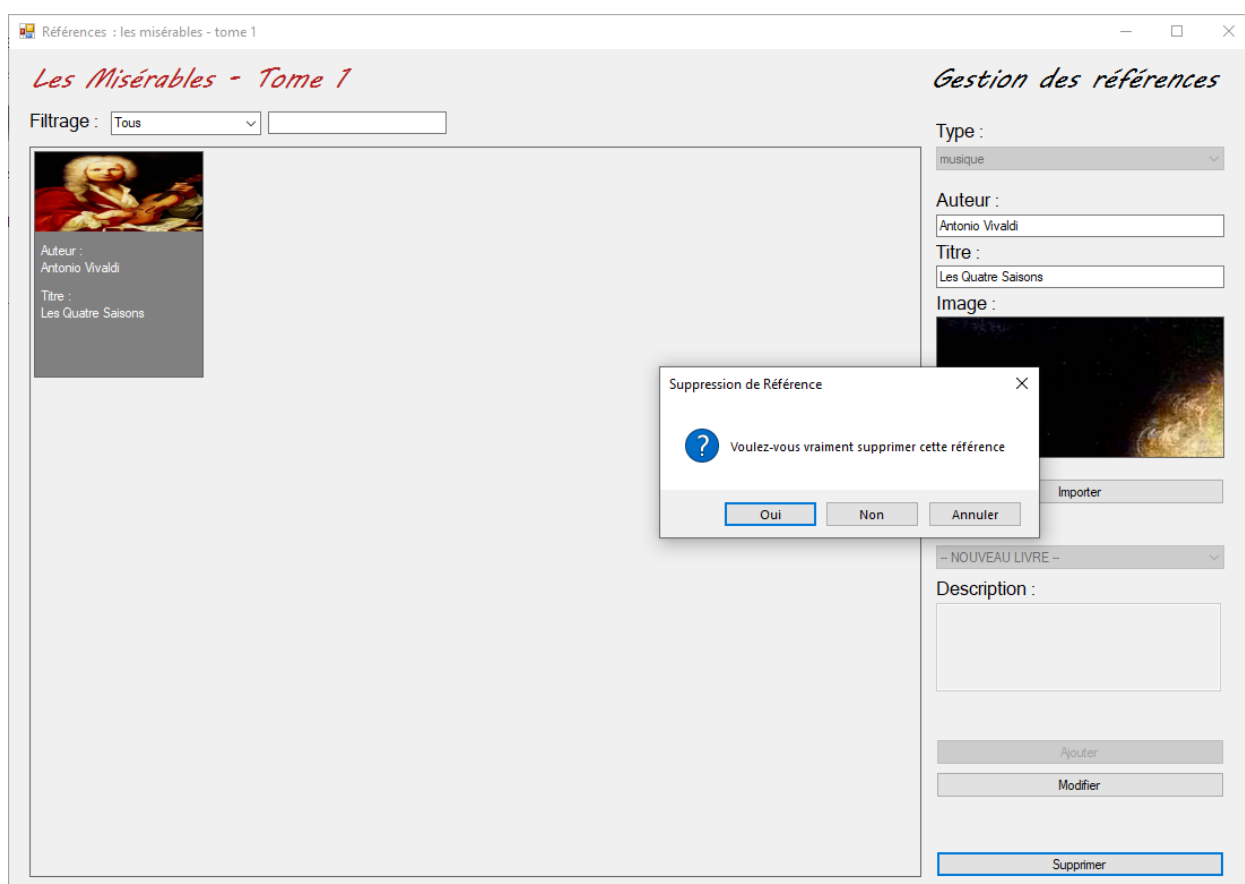 Références : les misérables - tome 1
Les Misérables - Tome 1
Gestion des références
Filtrage : Tous
Type :
musique
Auteur :
Antonio Vivaldi
Titre :
Les Quatre Saisons
Image :
Auteur :
Antonio Vivaldi
Titre :
Les Quatre Saisons
Suppression de Référence
Voulez-vous vraiment supprimer cette référence
Oui Non Annuler
Importer
-- NOUVEAU LIVRE --
Description :
Ajouter
Modifier
Supprimer